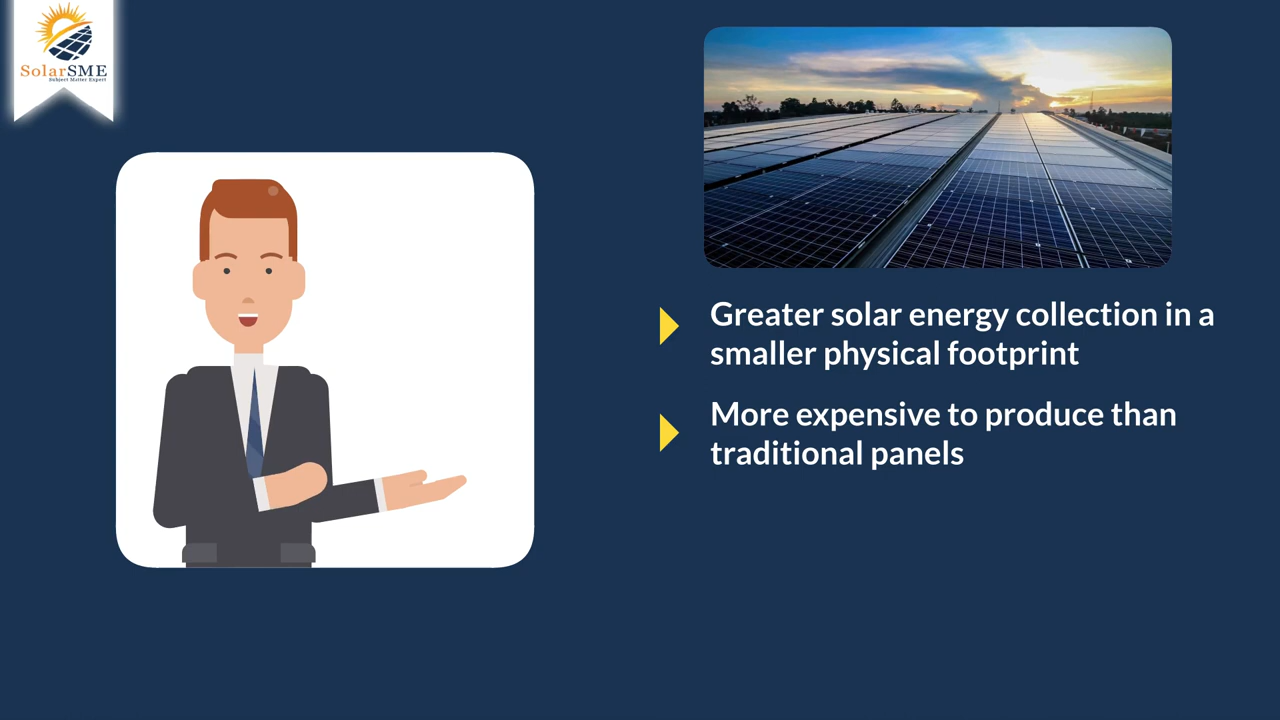 SolarSME
Subject Matter Expert
Greater solar energy collection in a
smaller physical footprint
More expensive to produce than
traditional panels